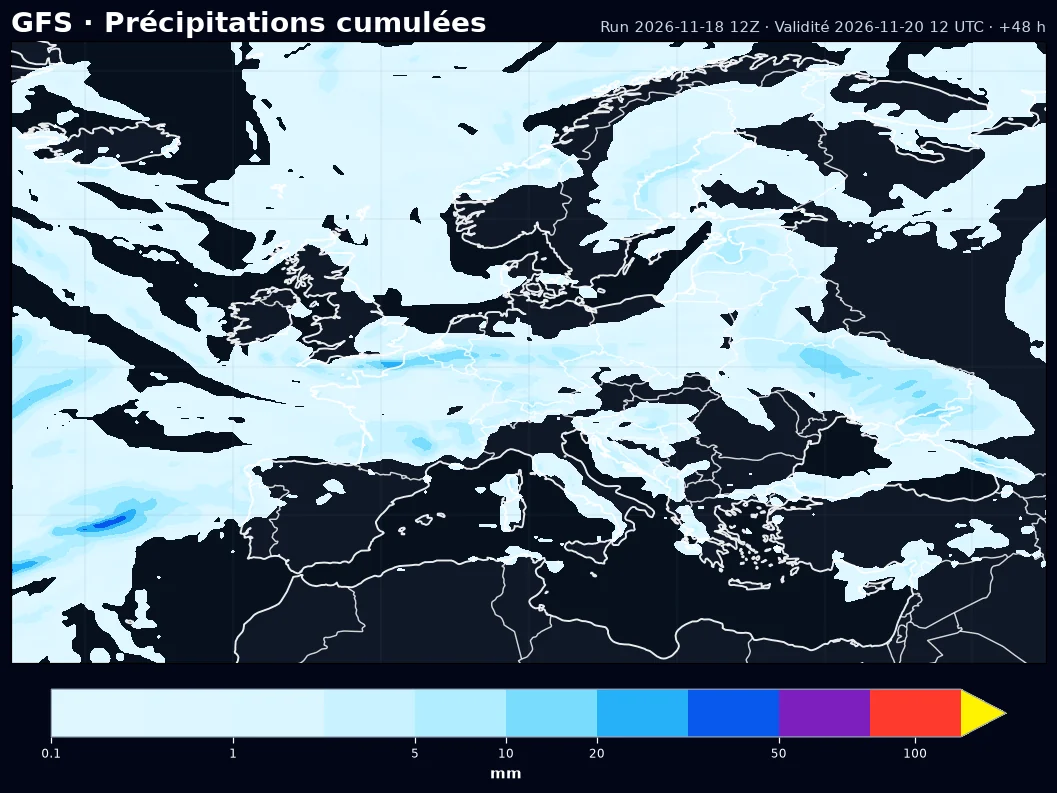 GFS · Précipitations cumulées
Run 2026-11-18 12Z · Validité 2026-11-20 12 UTC · +48 h
0.1 1 5 10 20 50 100
mm